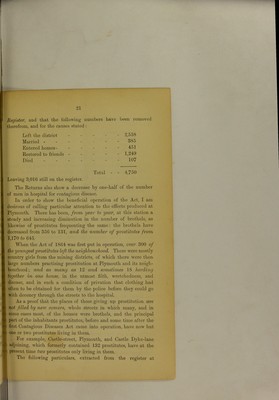 21
Register, and that the following numbers have been removed
therefrom, and for the causes stated:
Left the district - - - - - 2,558
Married - - - - - -
Entered homes - - - - - 413
Restored to friends - - - - 1,340
Died - - - - - - 107
Total - - 4,750
Leaving 3,016 still on the register.
The Returns also show a decrease by one-half of the number
of men in hospital for contagious disease.
In order to show the beneficial operation of the Act, I am
desirous of calling particular attention to the effects produced at
Plymouth. There has been, from year to year, at this station a
steady and increasing diminution in the number of brothels, as
likewise of prostitutes frequenting the same; the brothels have
decreased from 356 to 131, and the number of prostitutes from
1,770 to 645.
When the Act of 1864 was first put in operation, over 300 of
the youngest prostitutes left the neighbourhood. These were mostly
country girls from the mining districts, of which there were then
large numbers practising prostitution at Plymouth and its neigh-
bourhood; and as many as 12 and sometimes 18 herding
together in one house, in the utmost filth, wretchedness, and
disease, and in such a condition of privation that clothing had
often to be obtained for them by the police before they could go
with decency through the streets to the hospital.
As a proof that the places of those giving up prostitution are
not filled by new comers, whole streets in which many, and in
some cases most, of the houses were brothels, and the principal
part of the inhabitants prostitutes, before and some time after the
first Contagious Diseases Act came into operation, have now but
one or two prostitutes living in them.
For example, Castle-street, Plymouth, and Castle Dyke-lane
adjoining, which formerly contained 132 prostitutes, have at the
present time two prostitutes only living in them.
The following particulars, extracted from the register at